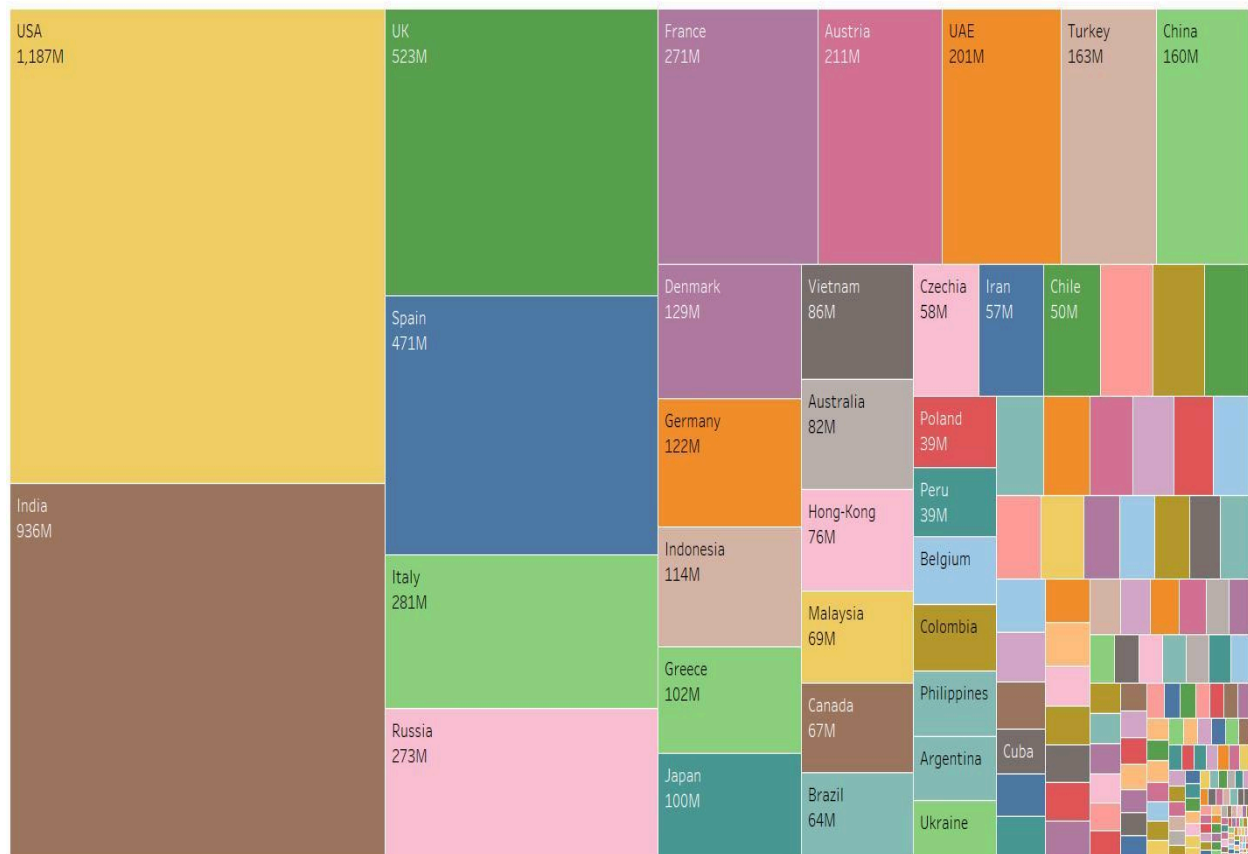 USA
1,187M
India
936M
UK
523M
Spain
471M
Italy
281M
Russia
273M
France
271M
Austria
211M
UAE
201M
Turkey
163M
China
160M
Denmark
129M
Germany
122M
Indonesia
114M
Greece
102M
Japan
100M
Vietnam
86M
Australia
82M
Hong-Kong
76M
Malaysia
69M
Canada
67M
Brazil
64M
Czechia
58M
Iran
57M
Chile
50M
Poland
39M
Peru
39M
Belgium
Colombia
Philippines
Argentina
Ukraine
Cuba